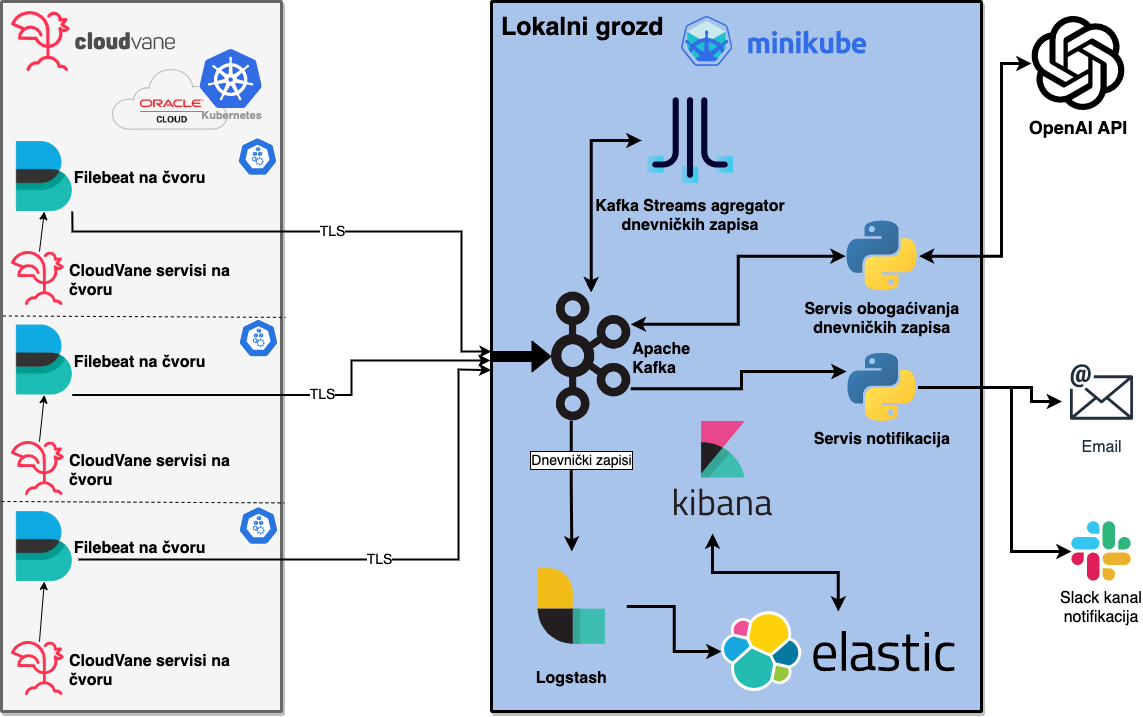 cloudvane
ORACLE
CLOUD
Kubernetes
Filebeat na čvoru
CloudVane servisi na
čvoru
Filebeat na čvoru
CloudVane servisi na
čvoru
Filebeat na čvoru
CloudVane servisi na
čvoru
TLS
TLS
TLS
Lokalni grozd
minikube
Kafka Streams agregator
dnevničkih zapisa
Servis obogaćivanja
dnevničkih zapisa
Apache
Kafka
Servis notifikacija
Dnevnički zapisi
kibana
Logstash
elastic
OpenAI API
@
Email
Slack kanal
notifikacija